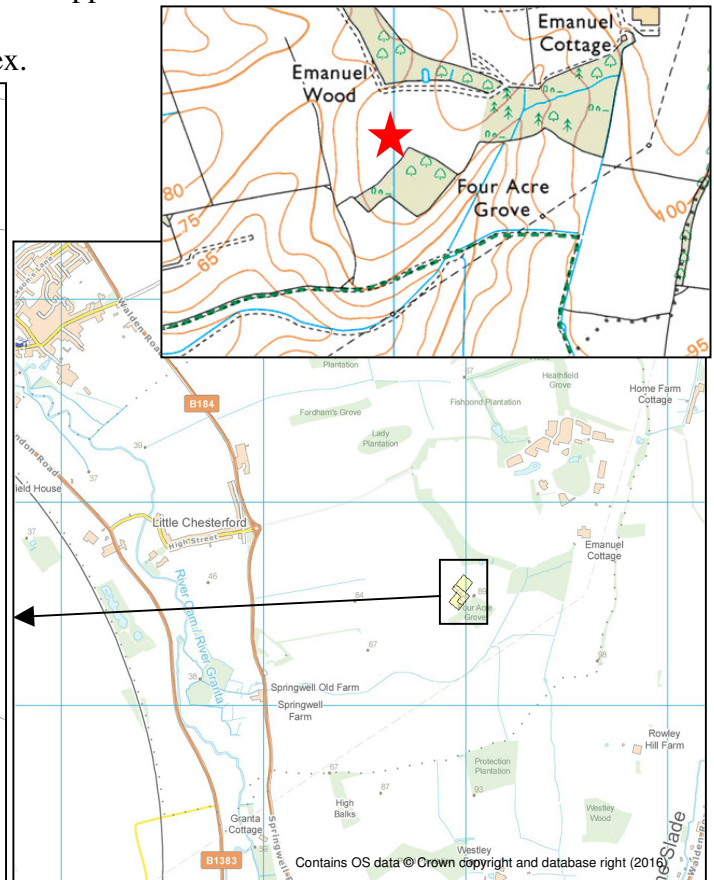 ex.
Emanuel
Cottage
Emanuel
Wood
Four Acre
Grove
80
75
65
100
95
Plantation
Heathfield
Grove
Home Farm
Cottage
87
Fishpond Plantation
Fordham's Grove
Lady
Plantation
B184
39
37
37
Little Chesterford
High Street
Emanuel
Cottage
46
84
89
Four Acre
Grove
River Cam / River Granta
67
98
38
Springwell Old Farm
Springwell
Farm
Rowley
Hill Farm
67
87
Protection
Plantation
93
High
Balks
Westley
Wood
Granta
Cottage
39
B1383
Westley
Contains OS data © Crown copyright and database right (2016)